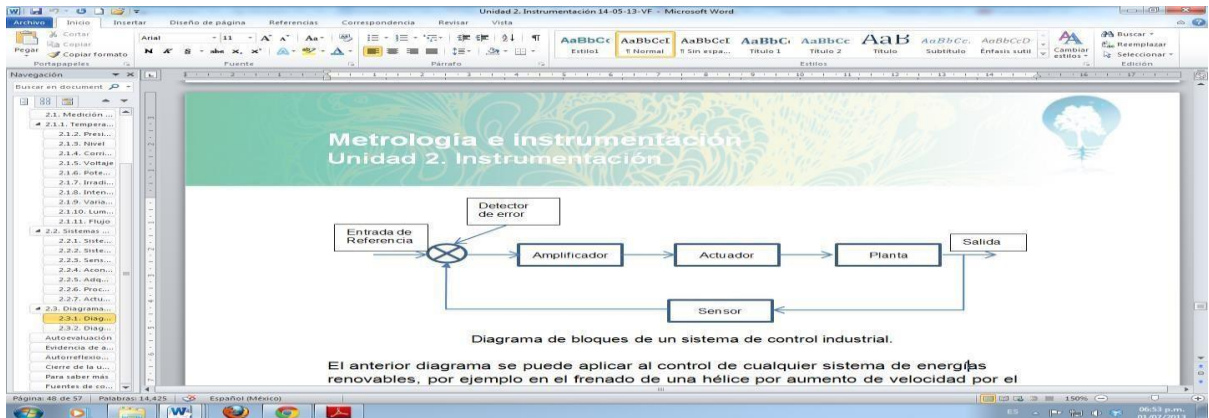 Unidad 2. Instrumentación 14-05-13-VF - Microsoft Word
Archivo Inicio Insertar Diseño de página Referencias Correspondencia Revisar Vista
Pegar
Cortar
Copiar
Copiar formato
Portapapeles
Arial 11
Fuente
Párrafo
AaBbCc AaBbCcI AaBbCcI AaBbC AaBbCc AaB AaBbCc. AaBbCcD
Estilo1 ¶ Normal ¶ Sin espa... Título 1 Título 2 Título Subtítulo Énfasis sutil
Cambiar estilos
Estilos
Buscar
Reemplazar
Seleccionar
Edición
Navegación
Buscar en document
2.1. Medición ...
2.1.1. Tempera...
2.1.2. Presi...
2.1.3. Nivel
2.1.4. Corri...
2.1.5. Voltaje
2.1.6. Pote...
2.1.7. Irradi...
2.1.8. Inten...
2.1.9. Varia...
2.1.10. Lum...
2.1.11. Flujo
2.2. Sistemas ...
2.2.1. Siste...
2.2.2. Siste...
2.2.3. Sens...
2.2.4. Acon...
2.2.5. Adq...
2.2.6. Proc...
2.2.7. Actu...
2.3. Diagrama...
2.3.1. Diag...
2.3.2. Diag...
Autoevaluación
Evidencia de a...
Autorreflexio...
Cierre de la u...
Para saber más
Fuentes de co...
Metrología e instrumentación
Unidad 2. Instrumentación
Detector
de error
Entrada de
Referencia
Amplificador
Actuador
Planta
Salida
Sensor
Diagrama de bloques de un sistema de control industrial.
El anterior diagrama se puede aplicar al control de cualquier sistema de energías
renovables, por ejemplo en el frenado de una hélice por aumento de velocidad por el
Página: 48 de 57 Palabras: 14,425 Español (México) 150%
ES 06:53 p.m.
01/07/2013